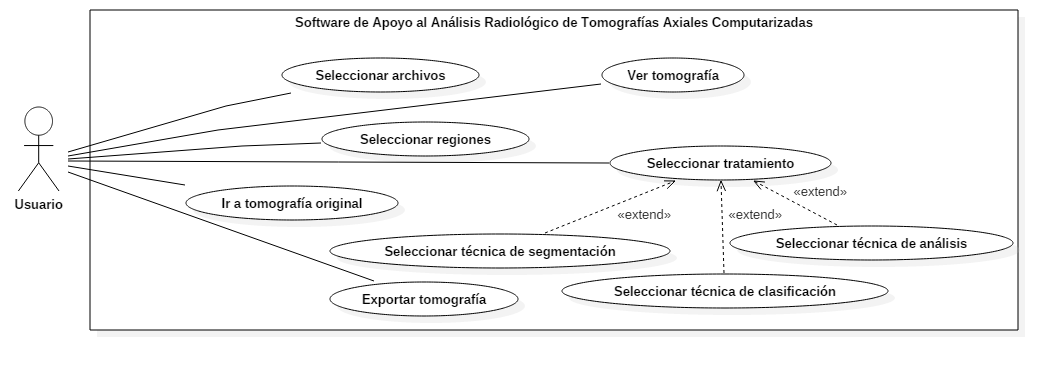 Software de Apoyo al Análisis Radiológico de Tomografías Axiales Computarizadas
Seleccionar archivos
Ver tomografía
Seleccionar regiones
Seleccionar tratamiento
Usuario
Ir a tomografía original
«extend»
«extend»
«extend»
Seleccionar técnica de segmentación
Seleccionar técnica de análisis
Seleccionar técnica de clasificación
Exportar tomografía